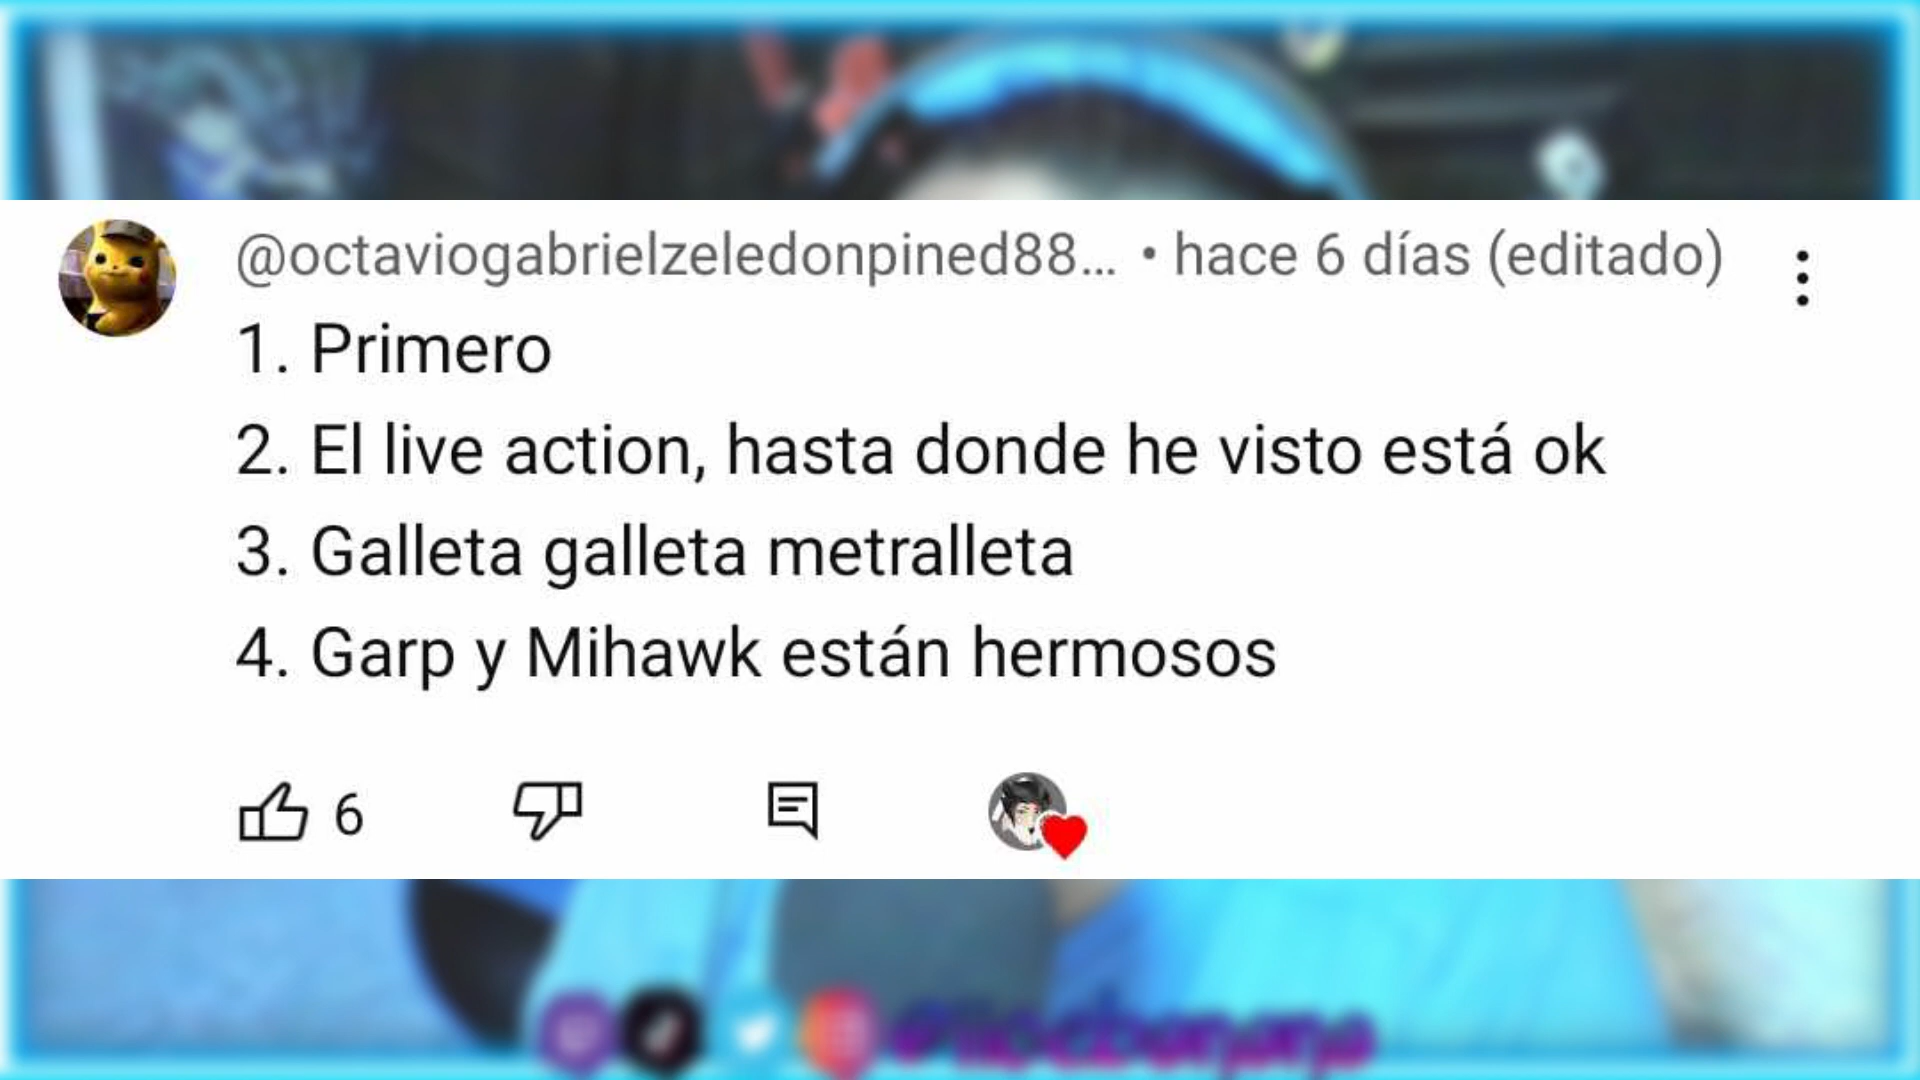 @octaviogabrielzeledonpined88... • hace 6 días (editado)
1. Primero
2. El live action, hasta donde he visto está ok
3. Galleta galleta metralleta
4. Garp y Mihawk están hermosos
6